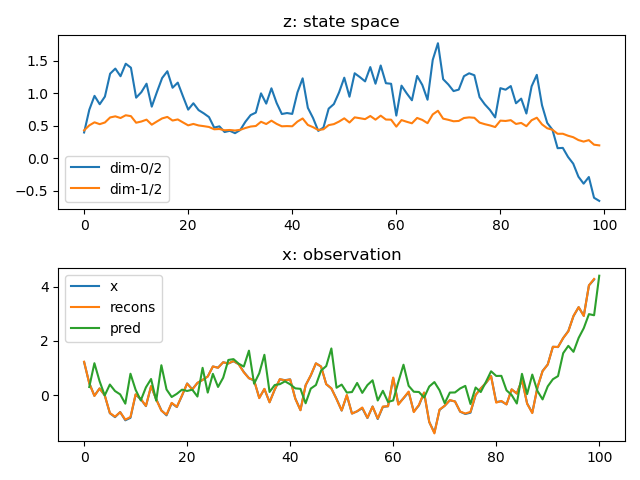 z: state space
1.5
1.0
0.5
0.0
−0.5
dim-0/2
dim-1/2
0 20 40 60 80 100
x: observation
4
2
0
x
recons
pred
0 20 40 60 80 100